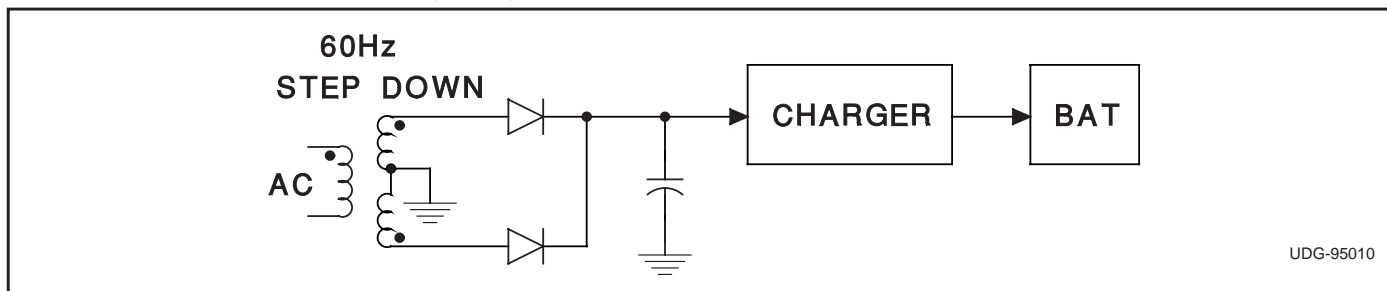 60Hz
STEP DOWN
AC
CHARGER
BAT
UDG-95010